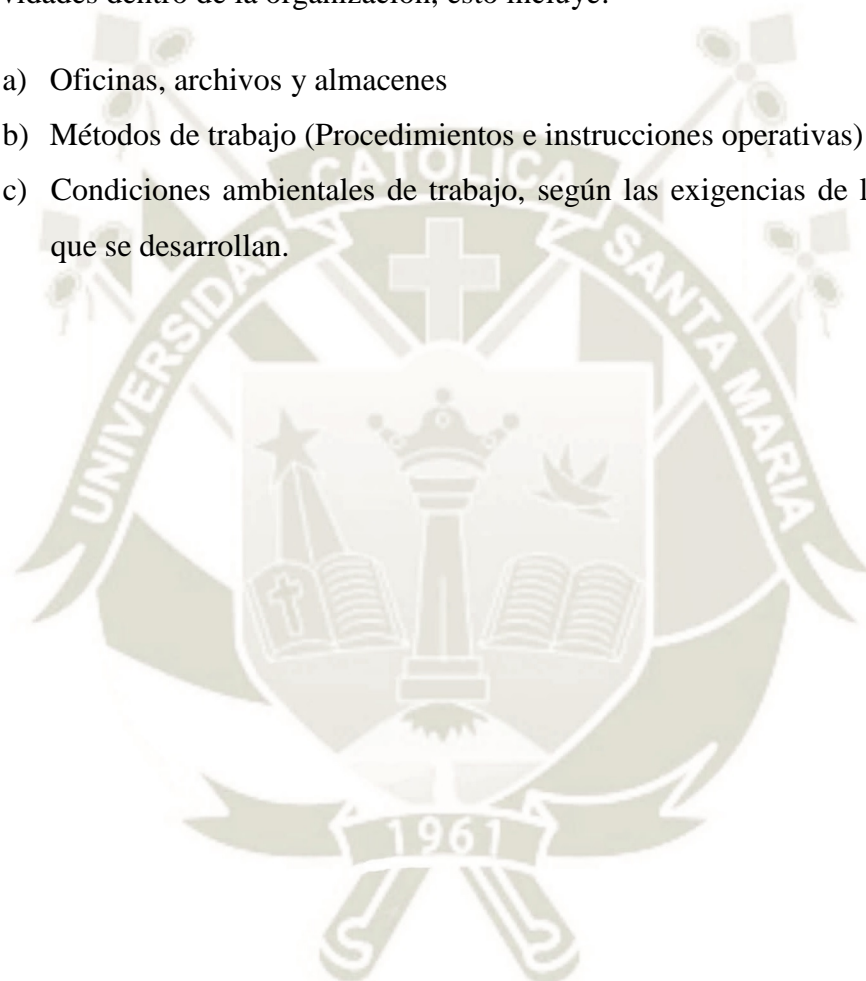 vidades dentro de la organización, esto incluye:
a) Oficinas, archivos y almacenes
b) Métodos de trabajo (Procedimientos e instrucciones operativas)
c) Condiciones ambientales de trabajo, según las exigencias de
que se desarrollan.
UNIVERSIDAD CATOLICA SANTA MARIA
1961